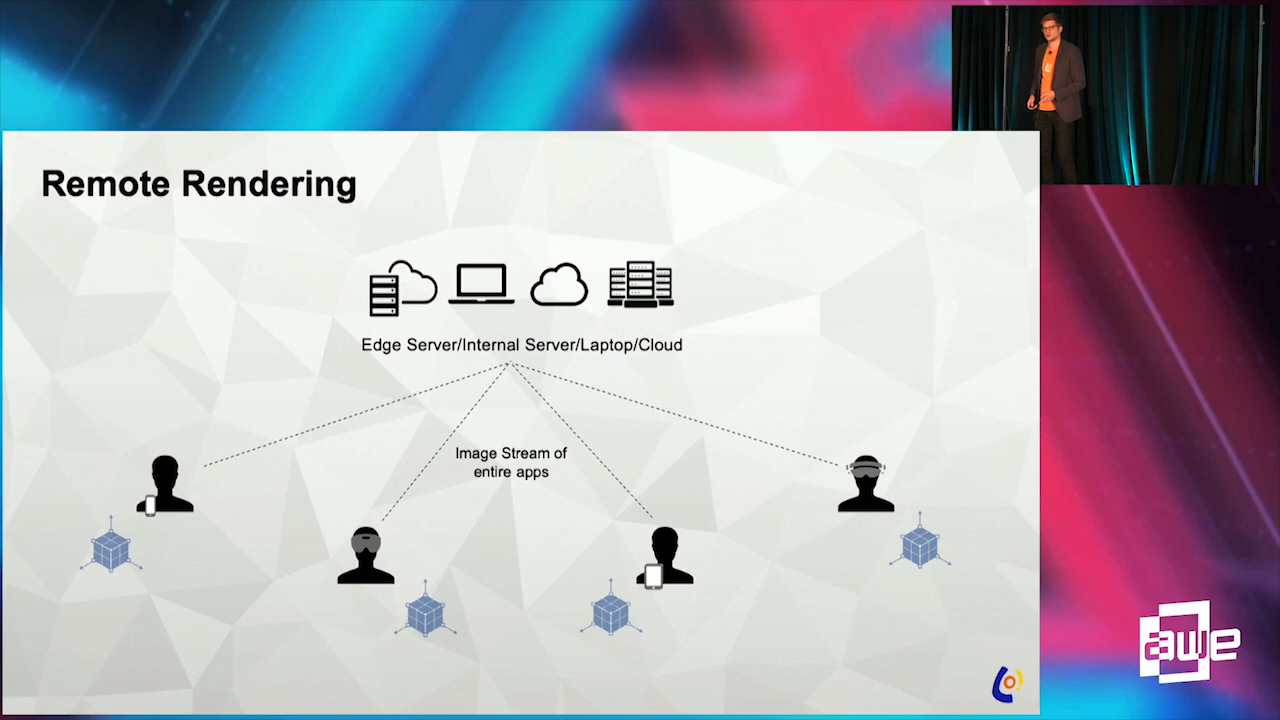 Remote Rendering
Edge Server/Internal Server/Laptop/Cloud
Image Stream of
entire apps
awe